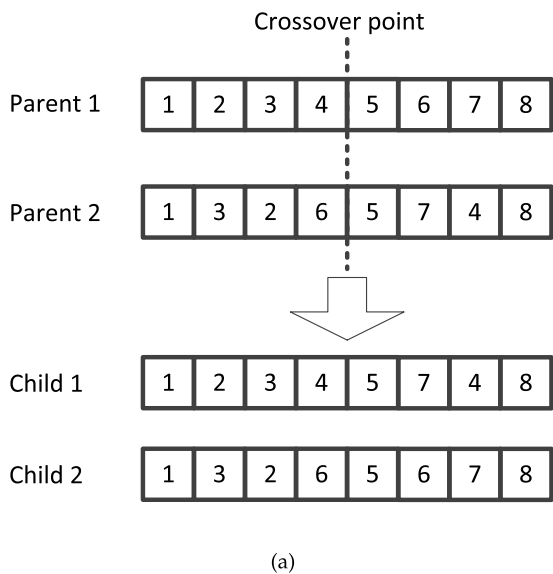 Crossover point
Parent 1 1 2 3 4 5 6 7 8
Parent 2 1 3 2 6 5 7 4 8
Child 1 1 2 3 4 5 7 4 8
Child 2 1 3 2 6 5 6 7 8
(a)